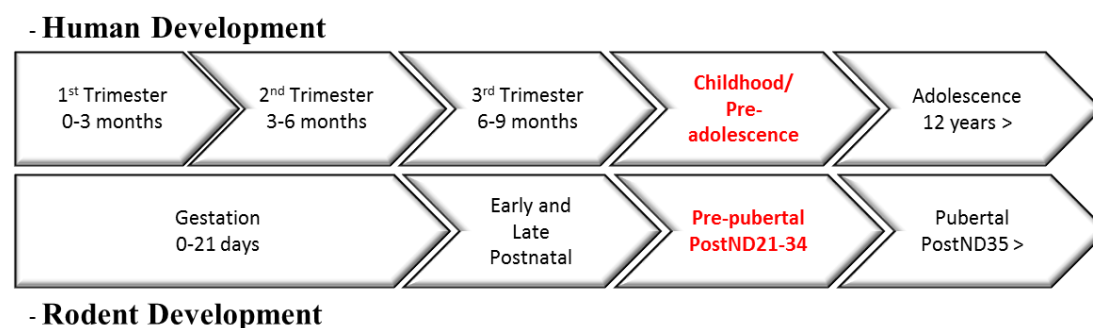 - Human Development
1st Trimester
0-3 months
2nd Trimester
3-6 months
3rd Trimester
6-9 months
Childhood/
Pre-
adolescence
Adolescence
12 years >
Gestation
0-21 days
Early and
Late
Postnatal
Pre-pubertal
PostND21-34
Pubertal
PostND35 >
- Rodent Development